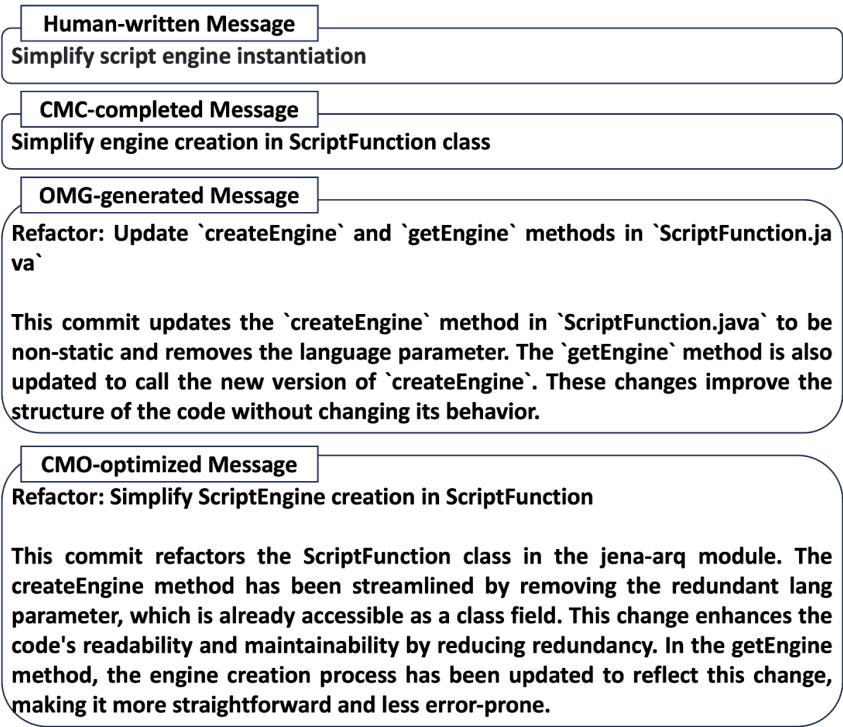 Human-written Message
Simplify script engine instantiation
CMC-completed Message
Simplify engine creation in ScriptFunction class
OMG-generated Message
Refactor: Update `createEngine` and `getEngine` methods in `ScriptFunction.ja
va`
This commit updates the `createEngine` method in `ScriptFunction.java` to be
non-static and removes the language parameter. The `getEngine` method is also
updated to call the new version of `createEngine`. These changes improve the
structure of the code without changing its behavior.
CMO-optimized Message
Refactor: Simplify ScriptEngine creation in ScriptFunction
This commit refactors the ScriptFunction class in the jena-arq module. The
createEngine method has been streamlined by removing the redundant lang
parameter, which is already accessible as a class field. This change enhances the
code's readability and maintainability by reducing redundancy. In the getEngine
method, the engine creation process has been updated to reflect this change,
making it more straightforward and less error-prone.